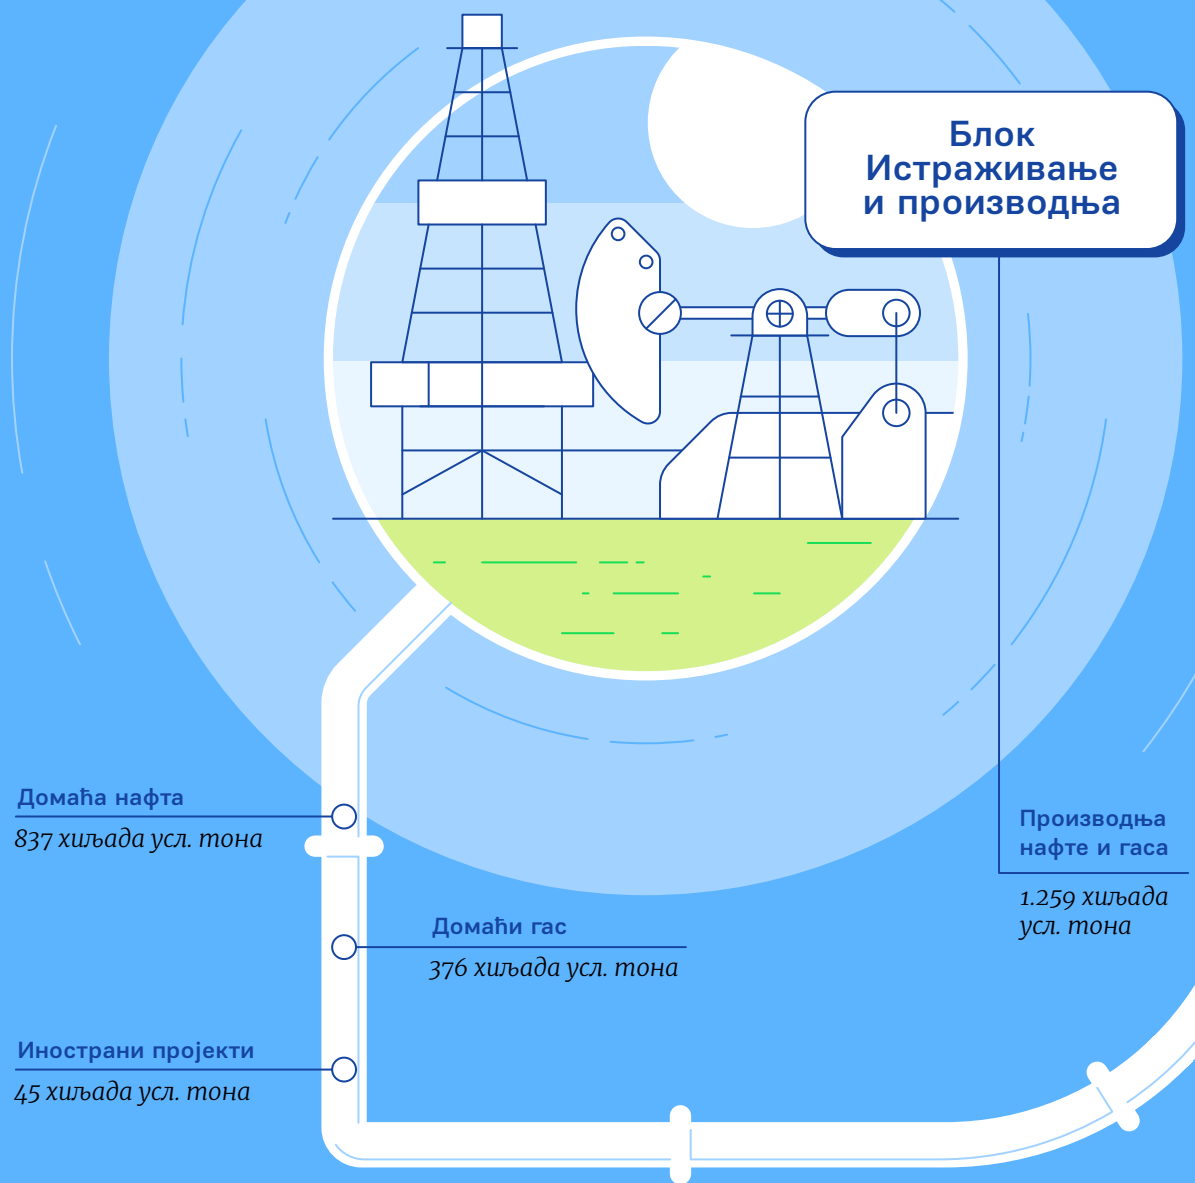 Блок
Истраживање
и производња
Домаћа нафта
837 хиљада усл. тона
Домаћи гас
376 хиљада усл. тона
Инострани пројекти
45 хиљада усл. тона
Производња
нафте и гаса
1.259 хиљада
усл. тона